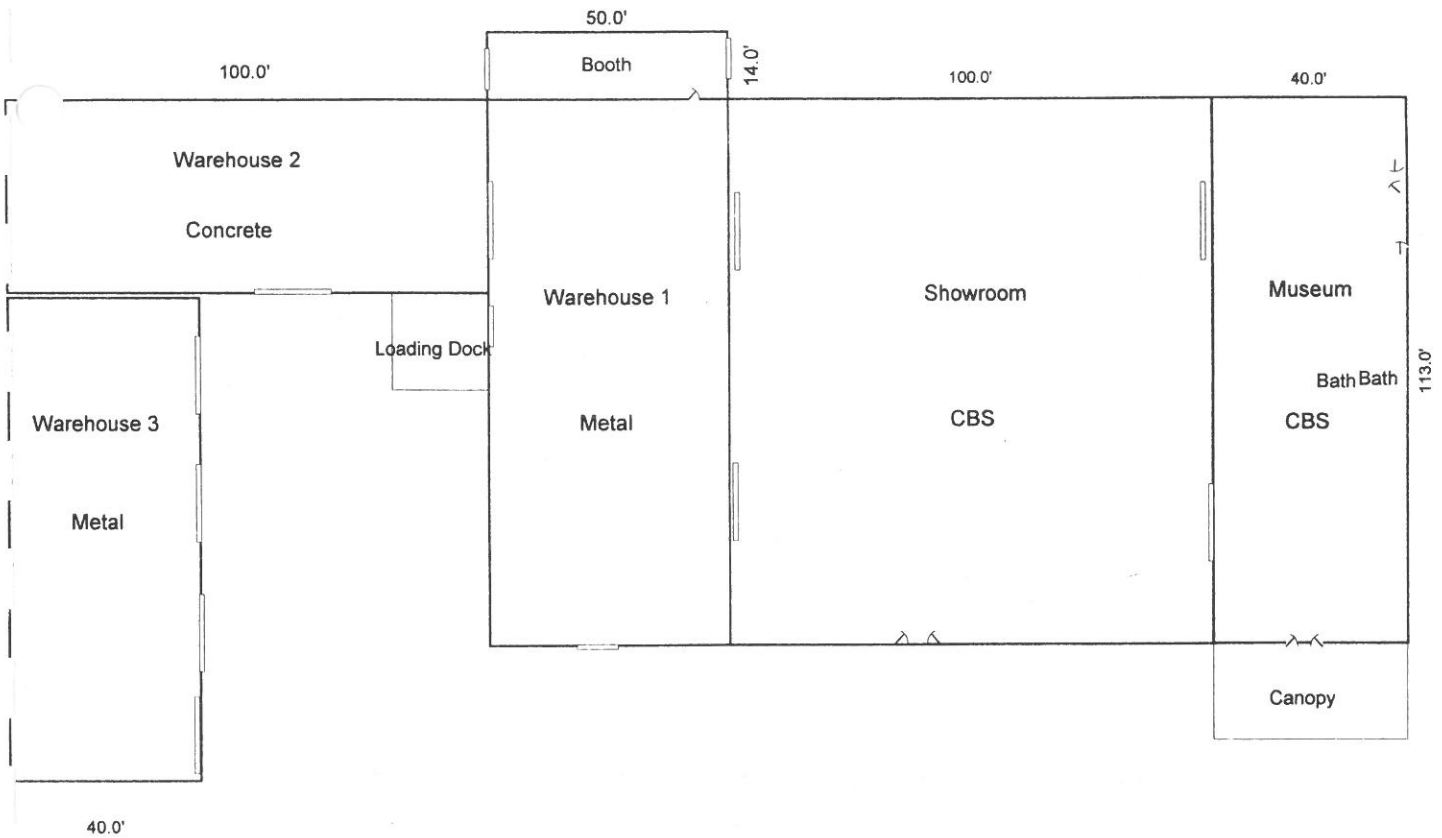 50.0'
Booth
14.0'
100.0'
100.0'
40.0'
Warehouse 2
Concrete
Warehouse 1
Showroom
Museum
Loading Dock
Bath Bath
113.0'
Warehouse 3
Metal
CBS
CBS
Metal
Canopy
40.0'